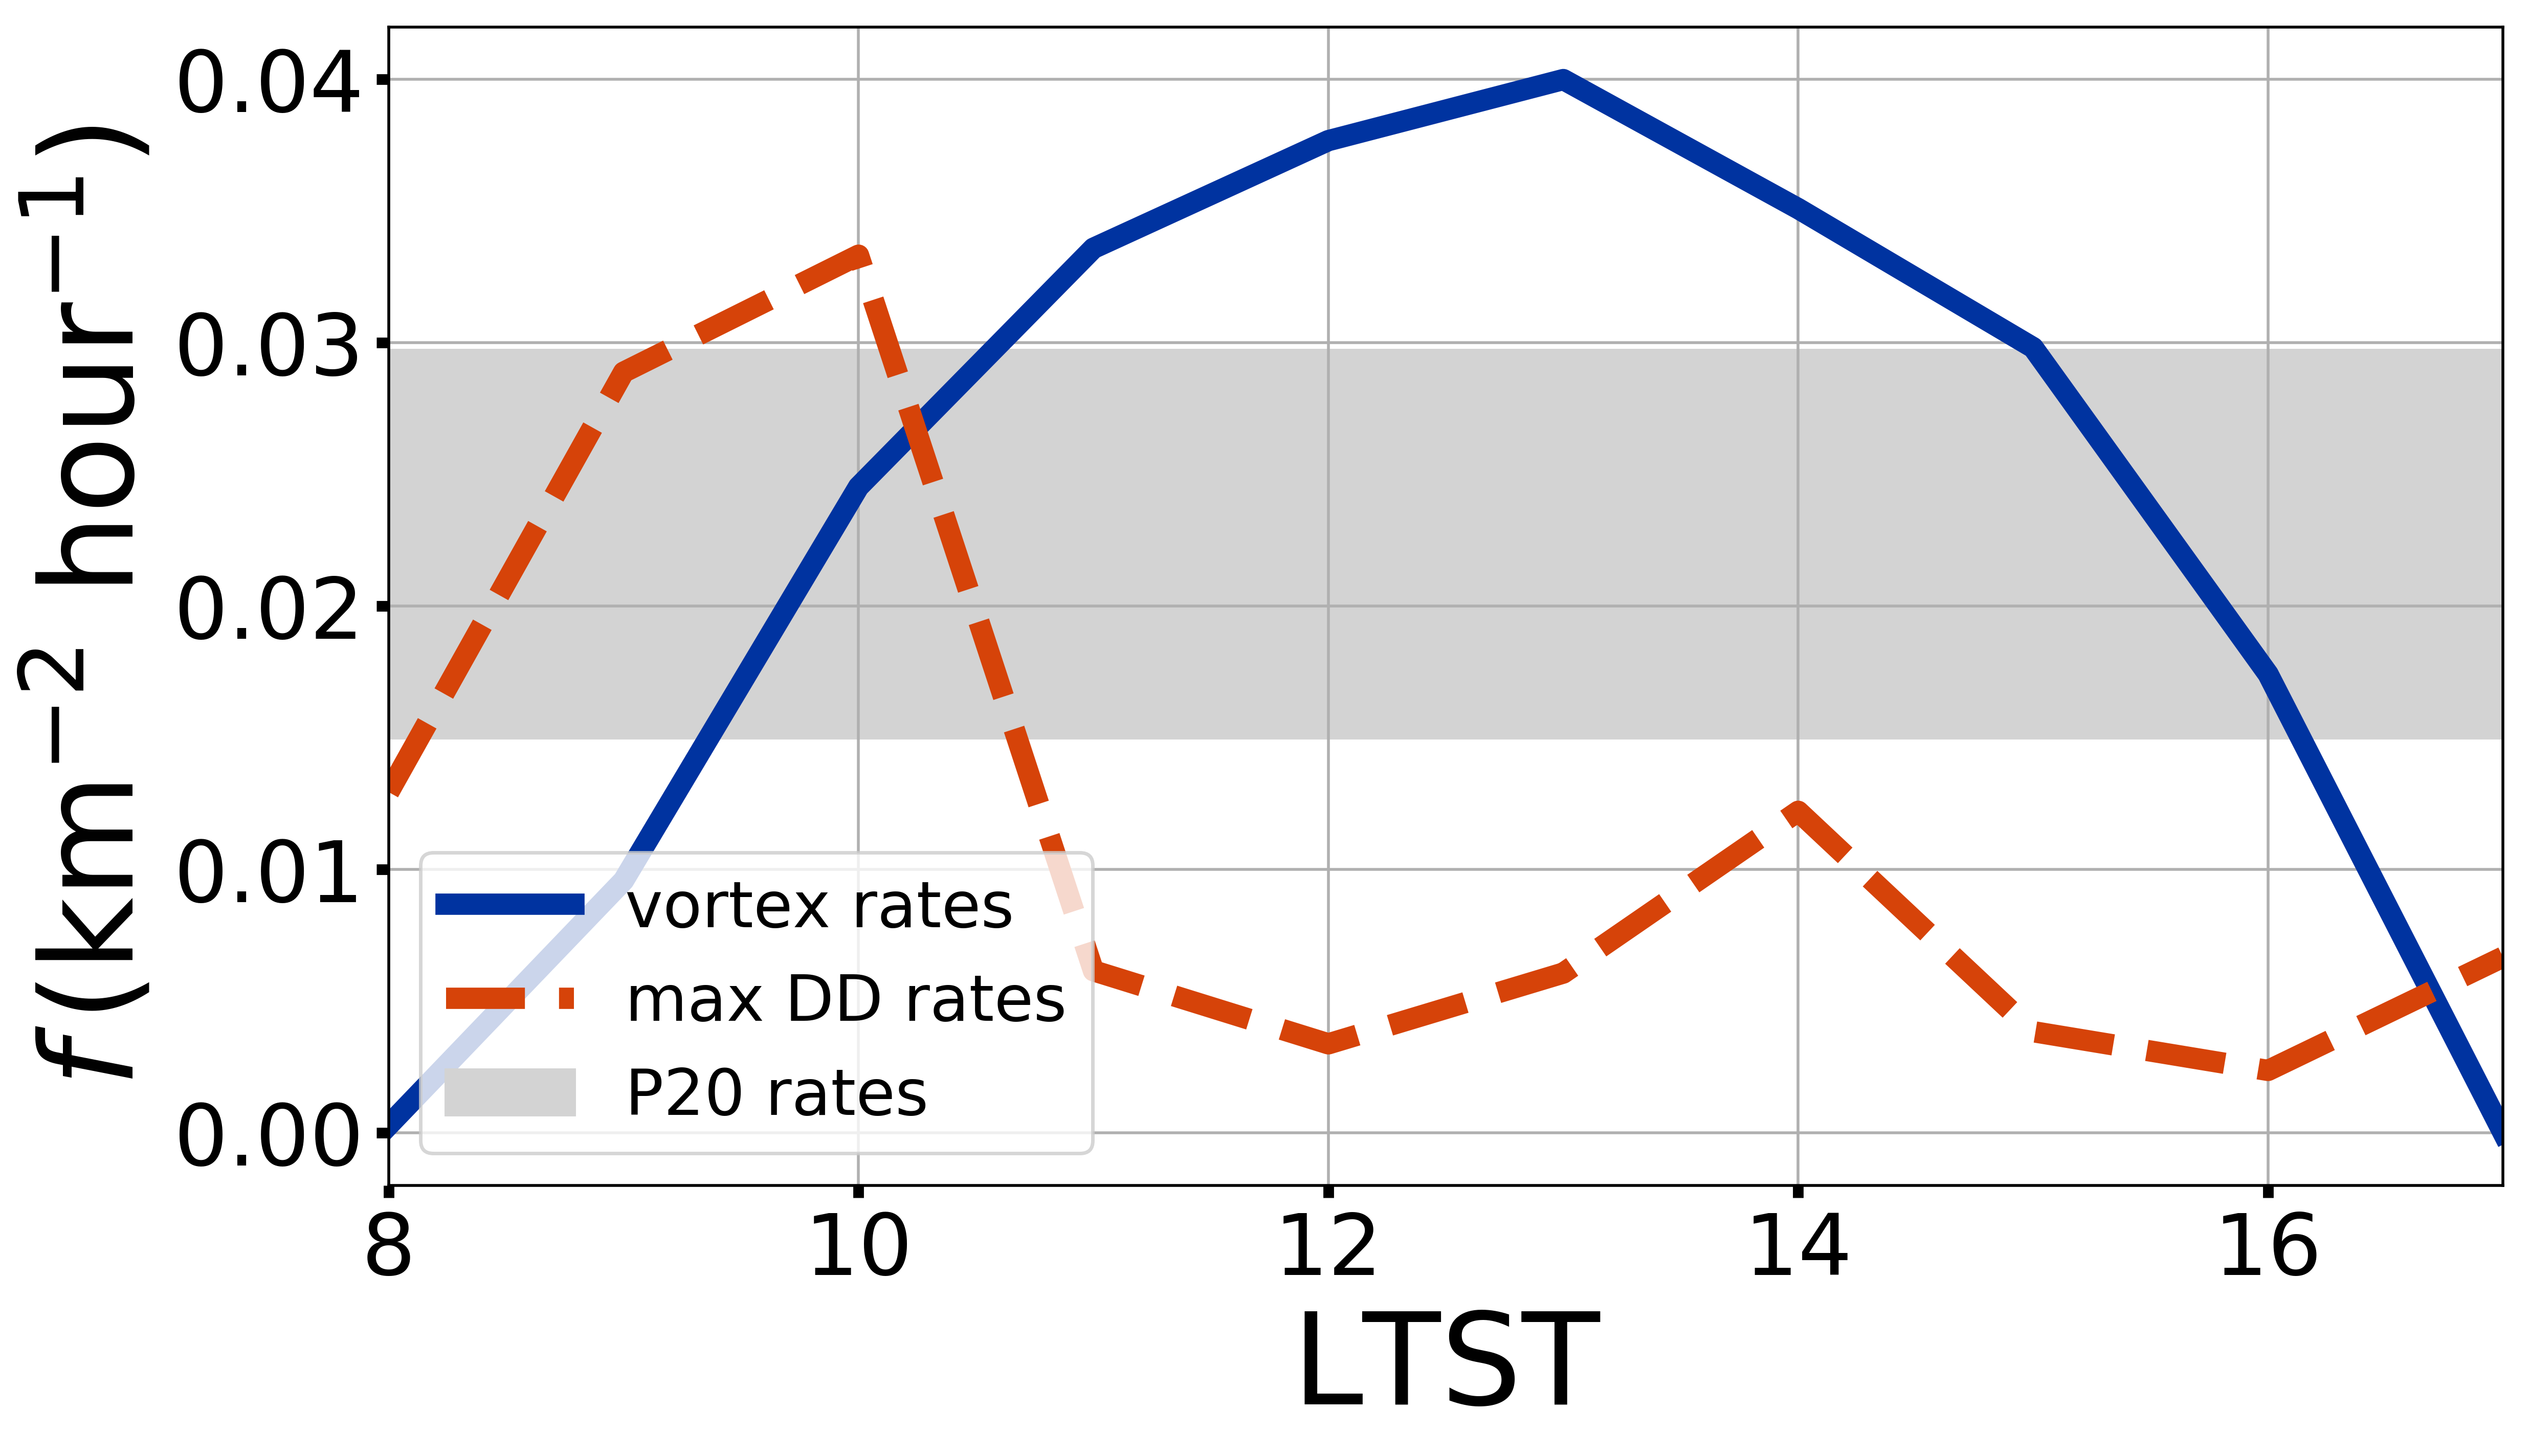 f (km⁻² hour⁻¹)
0.04
0.03
0.02
0.01
0.00
vortex rates
max DD rates
P20 rates
8 10 12 14 16
LTST